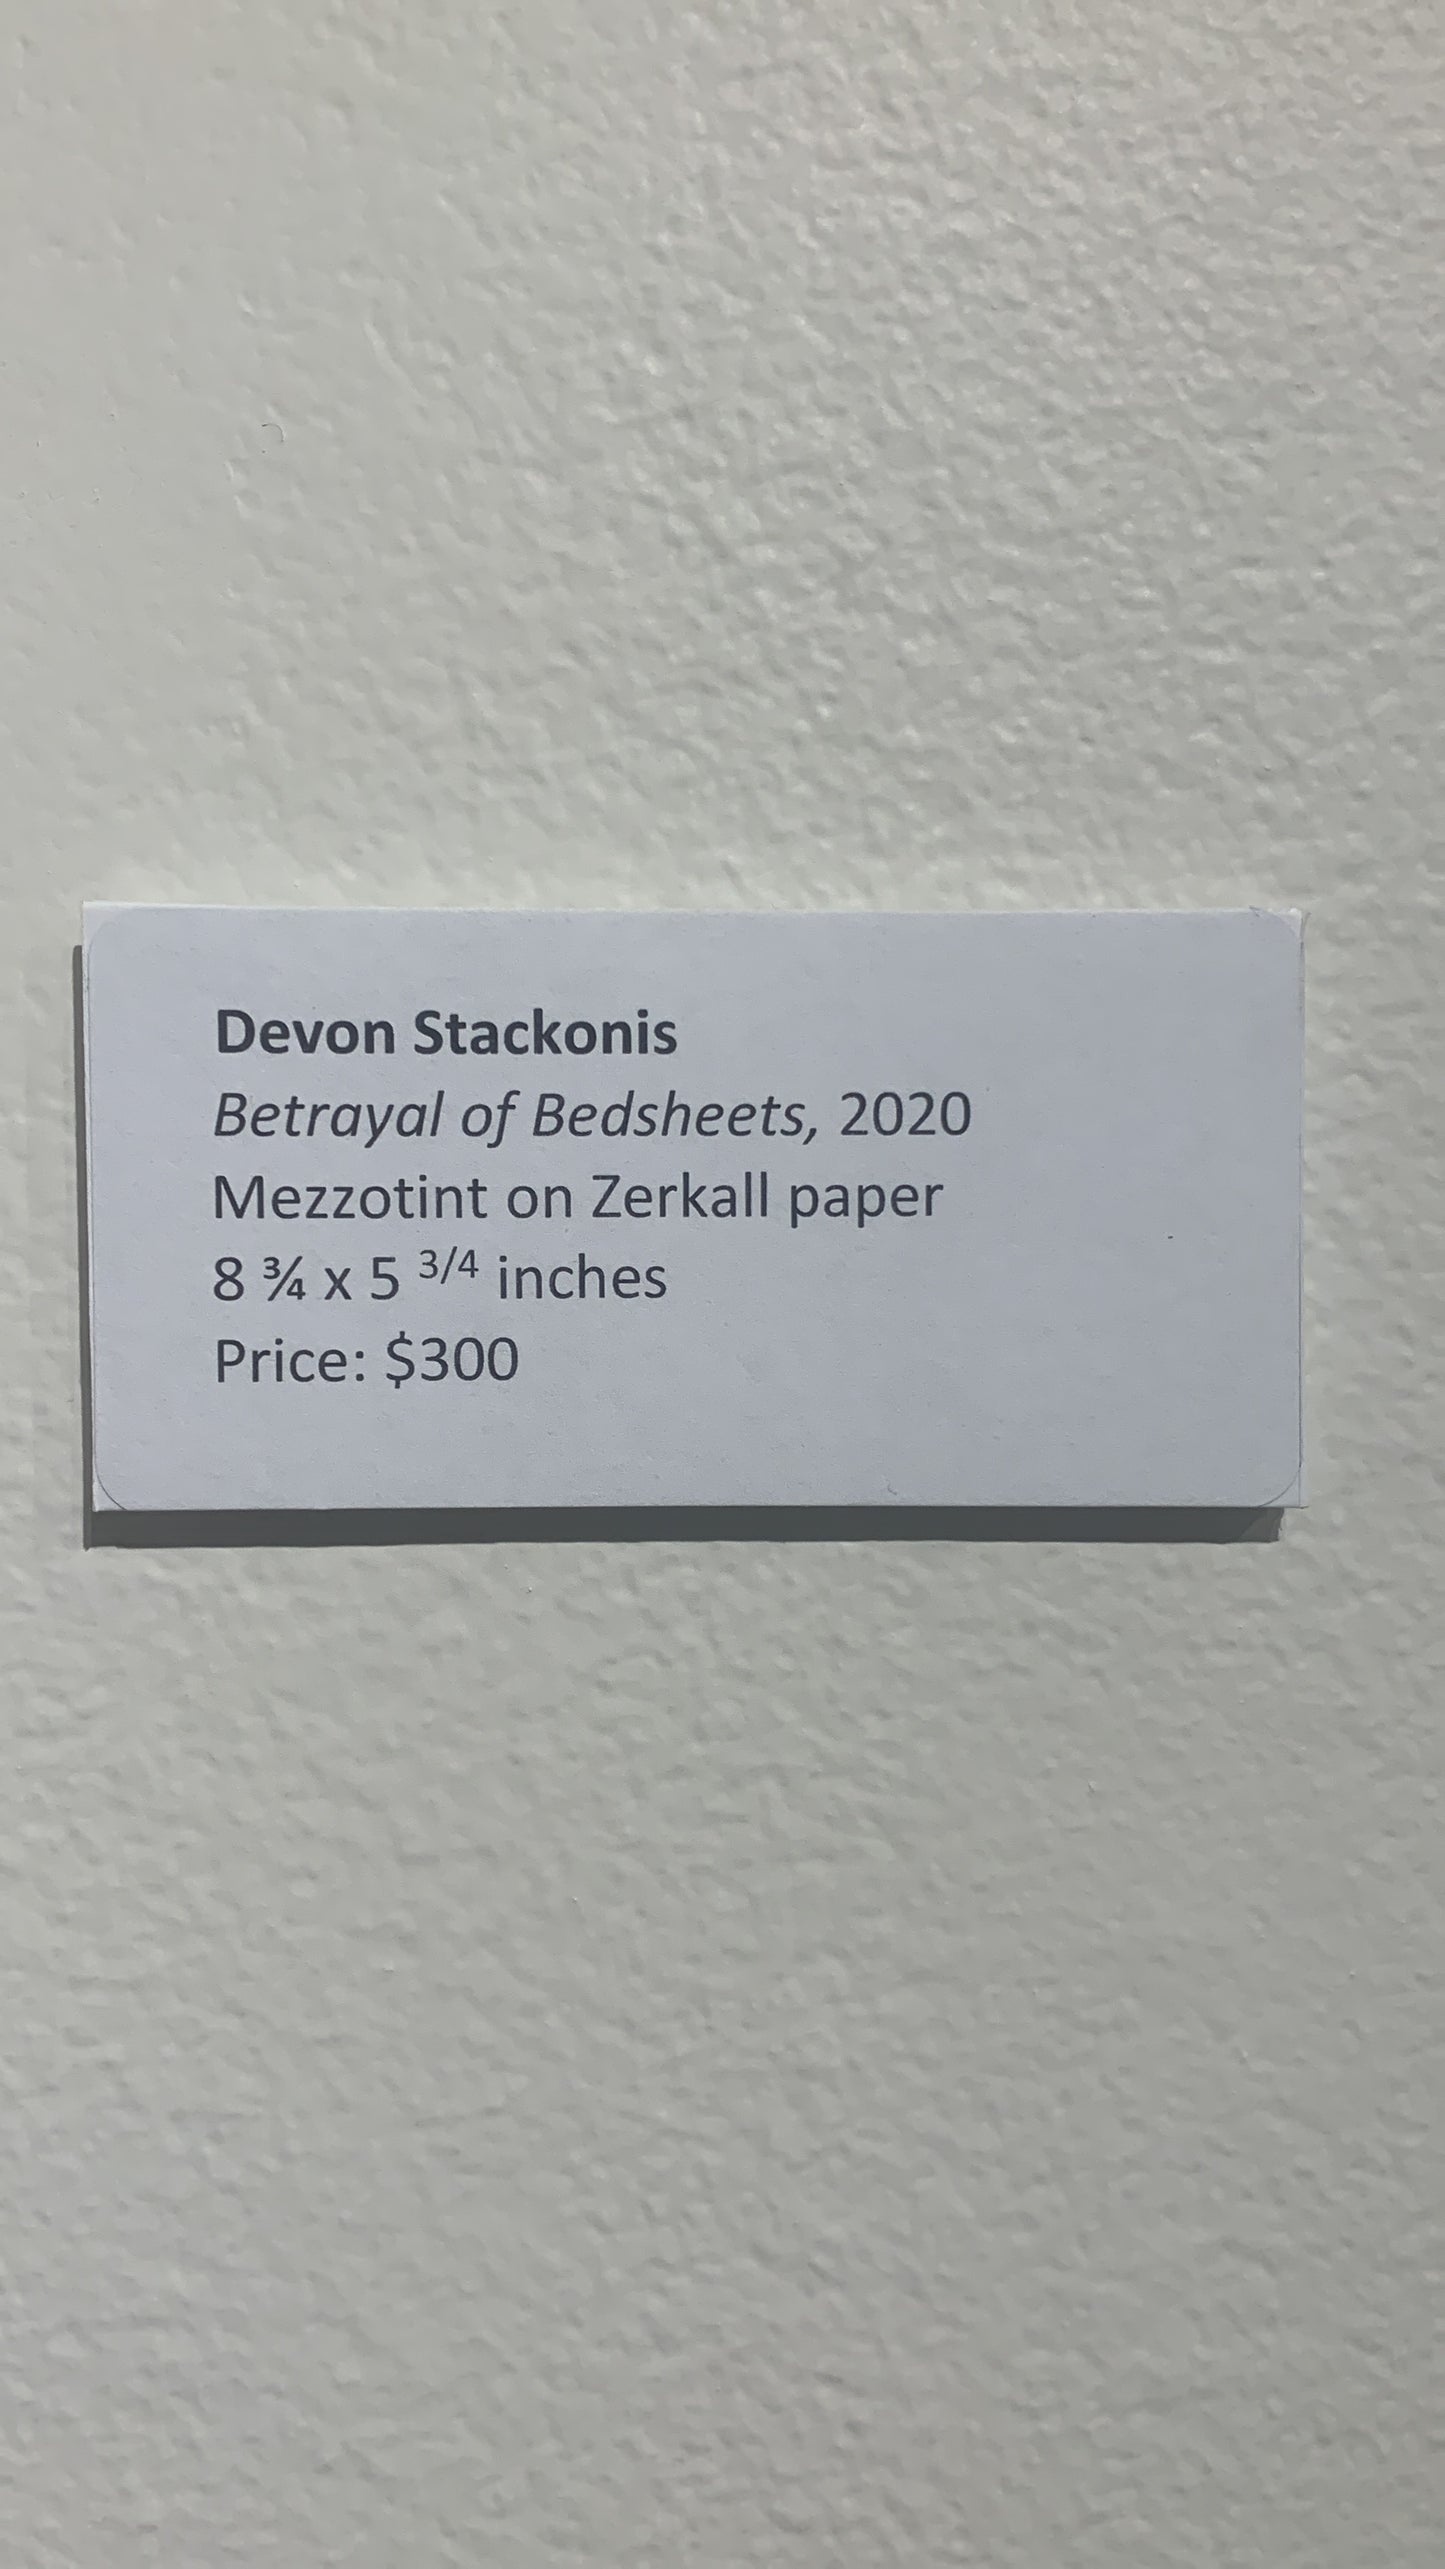 Devon Stackonis
Betrayal of Bedsheets, 2020
Mezzotint on Zerkall paper
8 ¾ x 5 3/4 inches
Price: $300